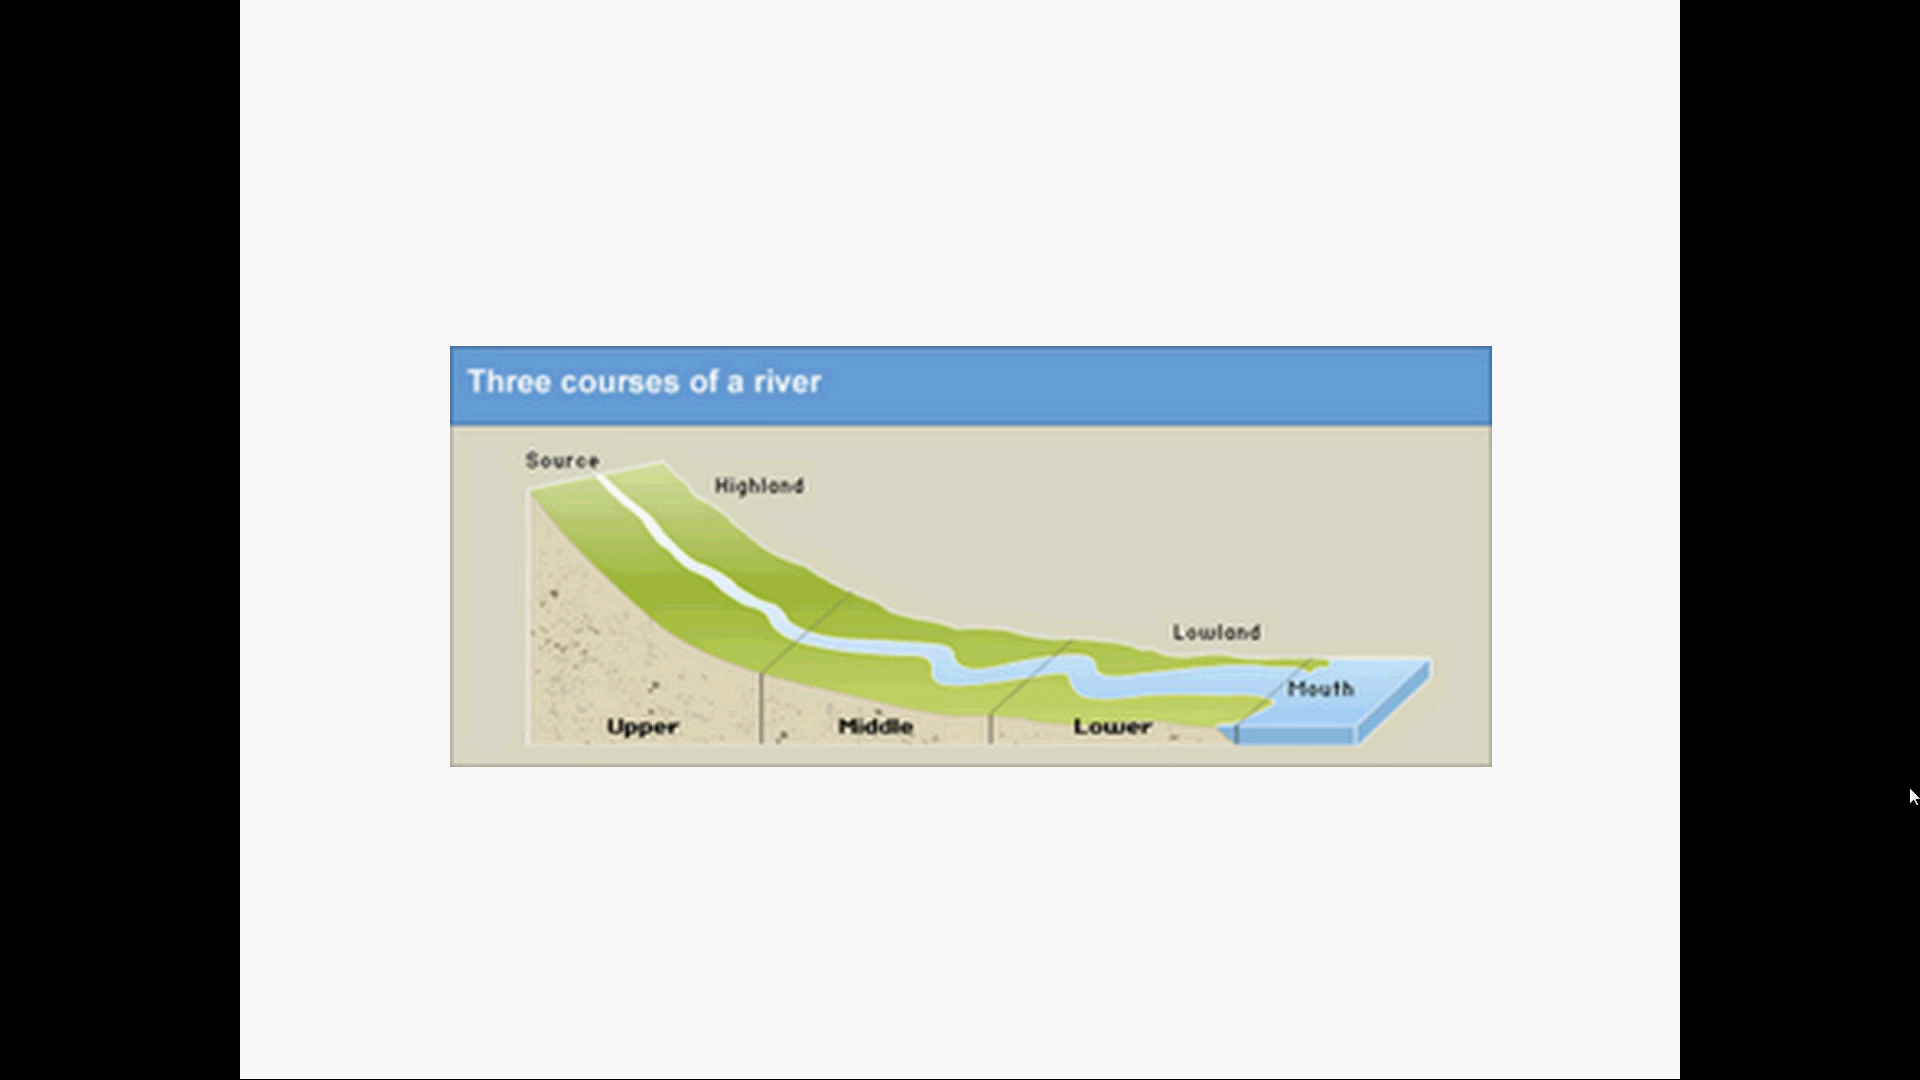 Three courses of a river
Source
Highland
Lowland
Mouth
Upper
Middle
Lower